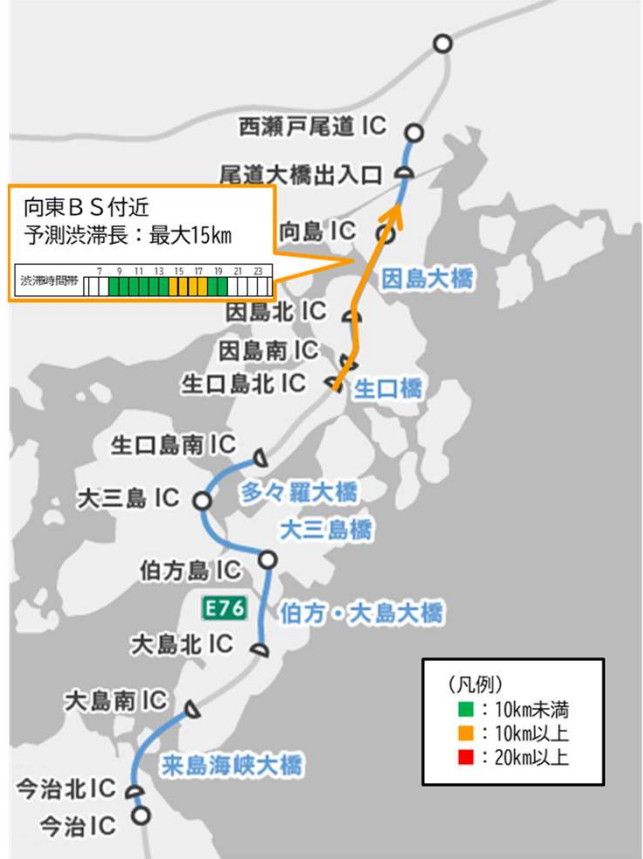 西瀬戸尾道 IC
尾道大橋出入口
向東ＢＳ付近
予測渋滞長：最大15km
渋滞時間帯 7 9 11 13 15 17 19 21 23
向島 IC
因島大橋
因島北 IC
因島南 IC
生口島北 IC
生口橋
生口島南 IC
多々羅大橋
大三島 IC
大三島橋
伯方島 IC
E76
伯方・大島大橋
大島北 IC
大島南 IC
来島海峡大橋
今治北 IC
今治 IC
（凡例）
：10km未満
：10km以上
：20km以上